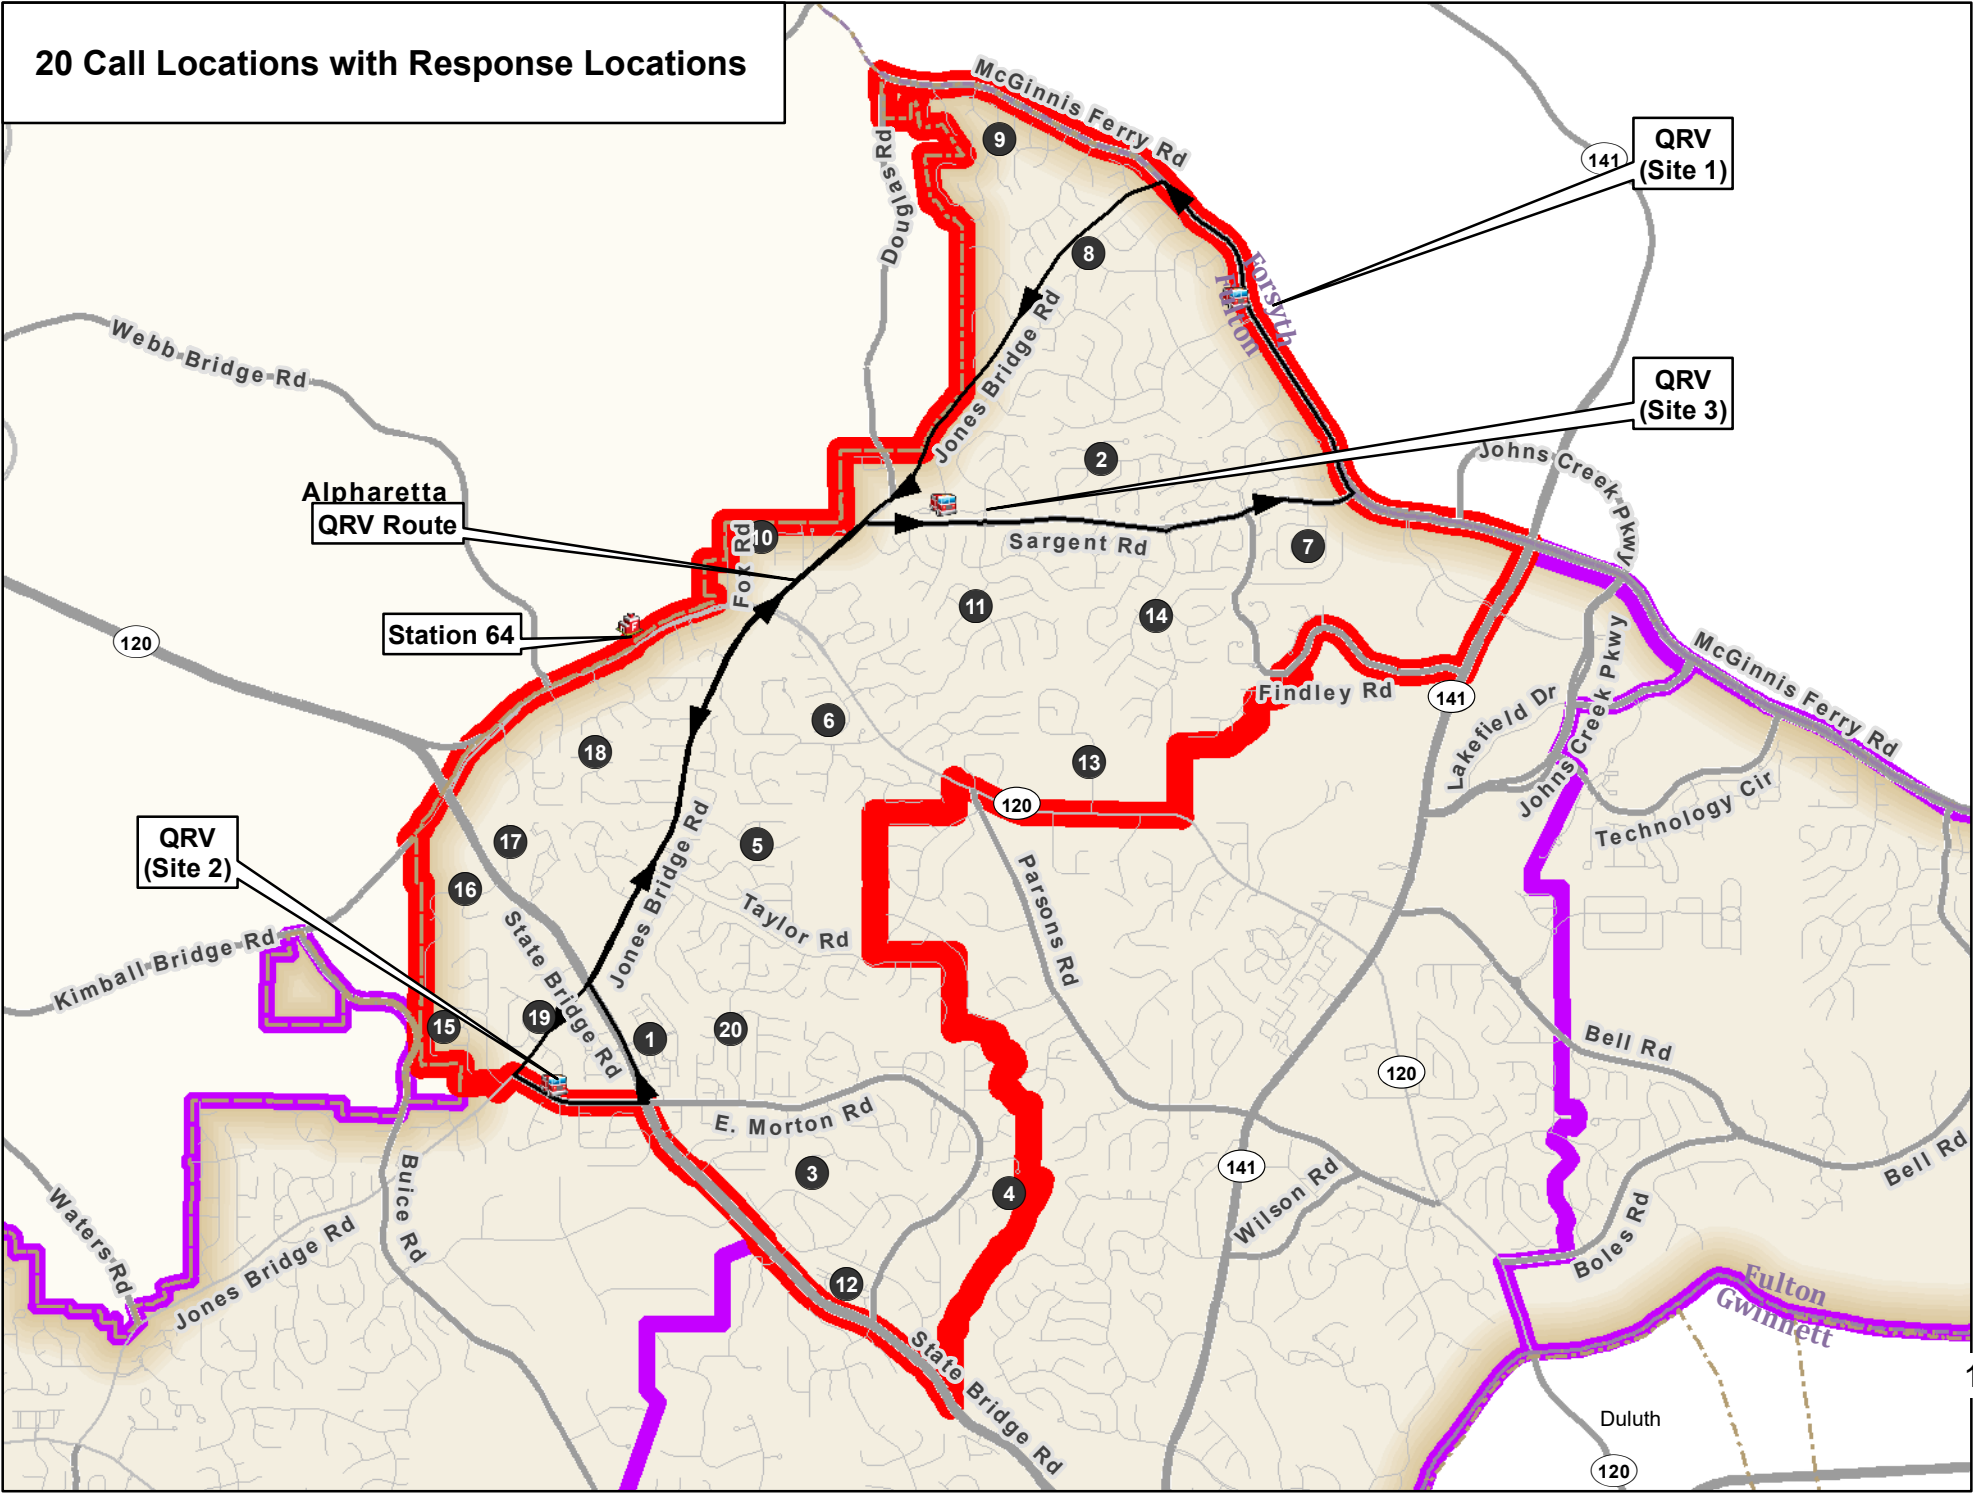 20 Call Locations with Response Locations
McGinnis Ferry Rd
9
QRV
(Site 1)
141
Douglas Rd
8
Forsyth
Fulton
Jones Bridge Rd
Webb Bridge Rd
QRV
(Site 3)
2
Johns Creek Pkwy
Alpharetta
QRV Route
10
Fox Rd
Sargent Rd
7
11
14
Station 64
120
Findley Rd
141
McGinnis Ferry Rd
Lakefield Dr
Johns Creek Pkwy
6
18
13
120
Technology Cir
QRV
(Site 2)
17
5
16
Jones Bridge Rd
Taylor Rd
Parsons Rd
State Bridge Rd
Kimball Bridge Rd
15
19
1
20
Bell Rd
120
E. Morton Rd
Buice Rd
3
4
141
Wilson Rd
Bell Rd
Waters Rd
Jones Bridge Rd
Boles Rd
12
Fulton
Gwinnett
State Bridge Rd
1
Duluth
120